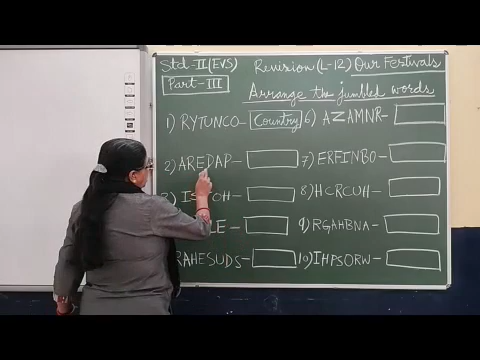 Std-II (EVS) Revision (L-12) Our Festivals
Part-III
Arrange the jumbled words
1) RYTUNCO- Country 6) AZAMNR-
2) AREDAP- 7) ERFINBO-
3) 8) HCRCUH-
9) RGAHBNA-
RAHESUDS- 10) IHPSORW-